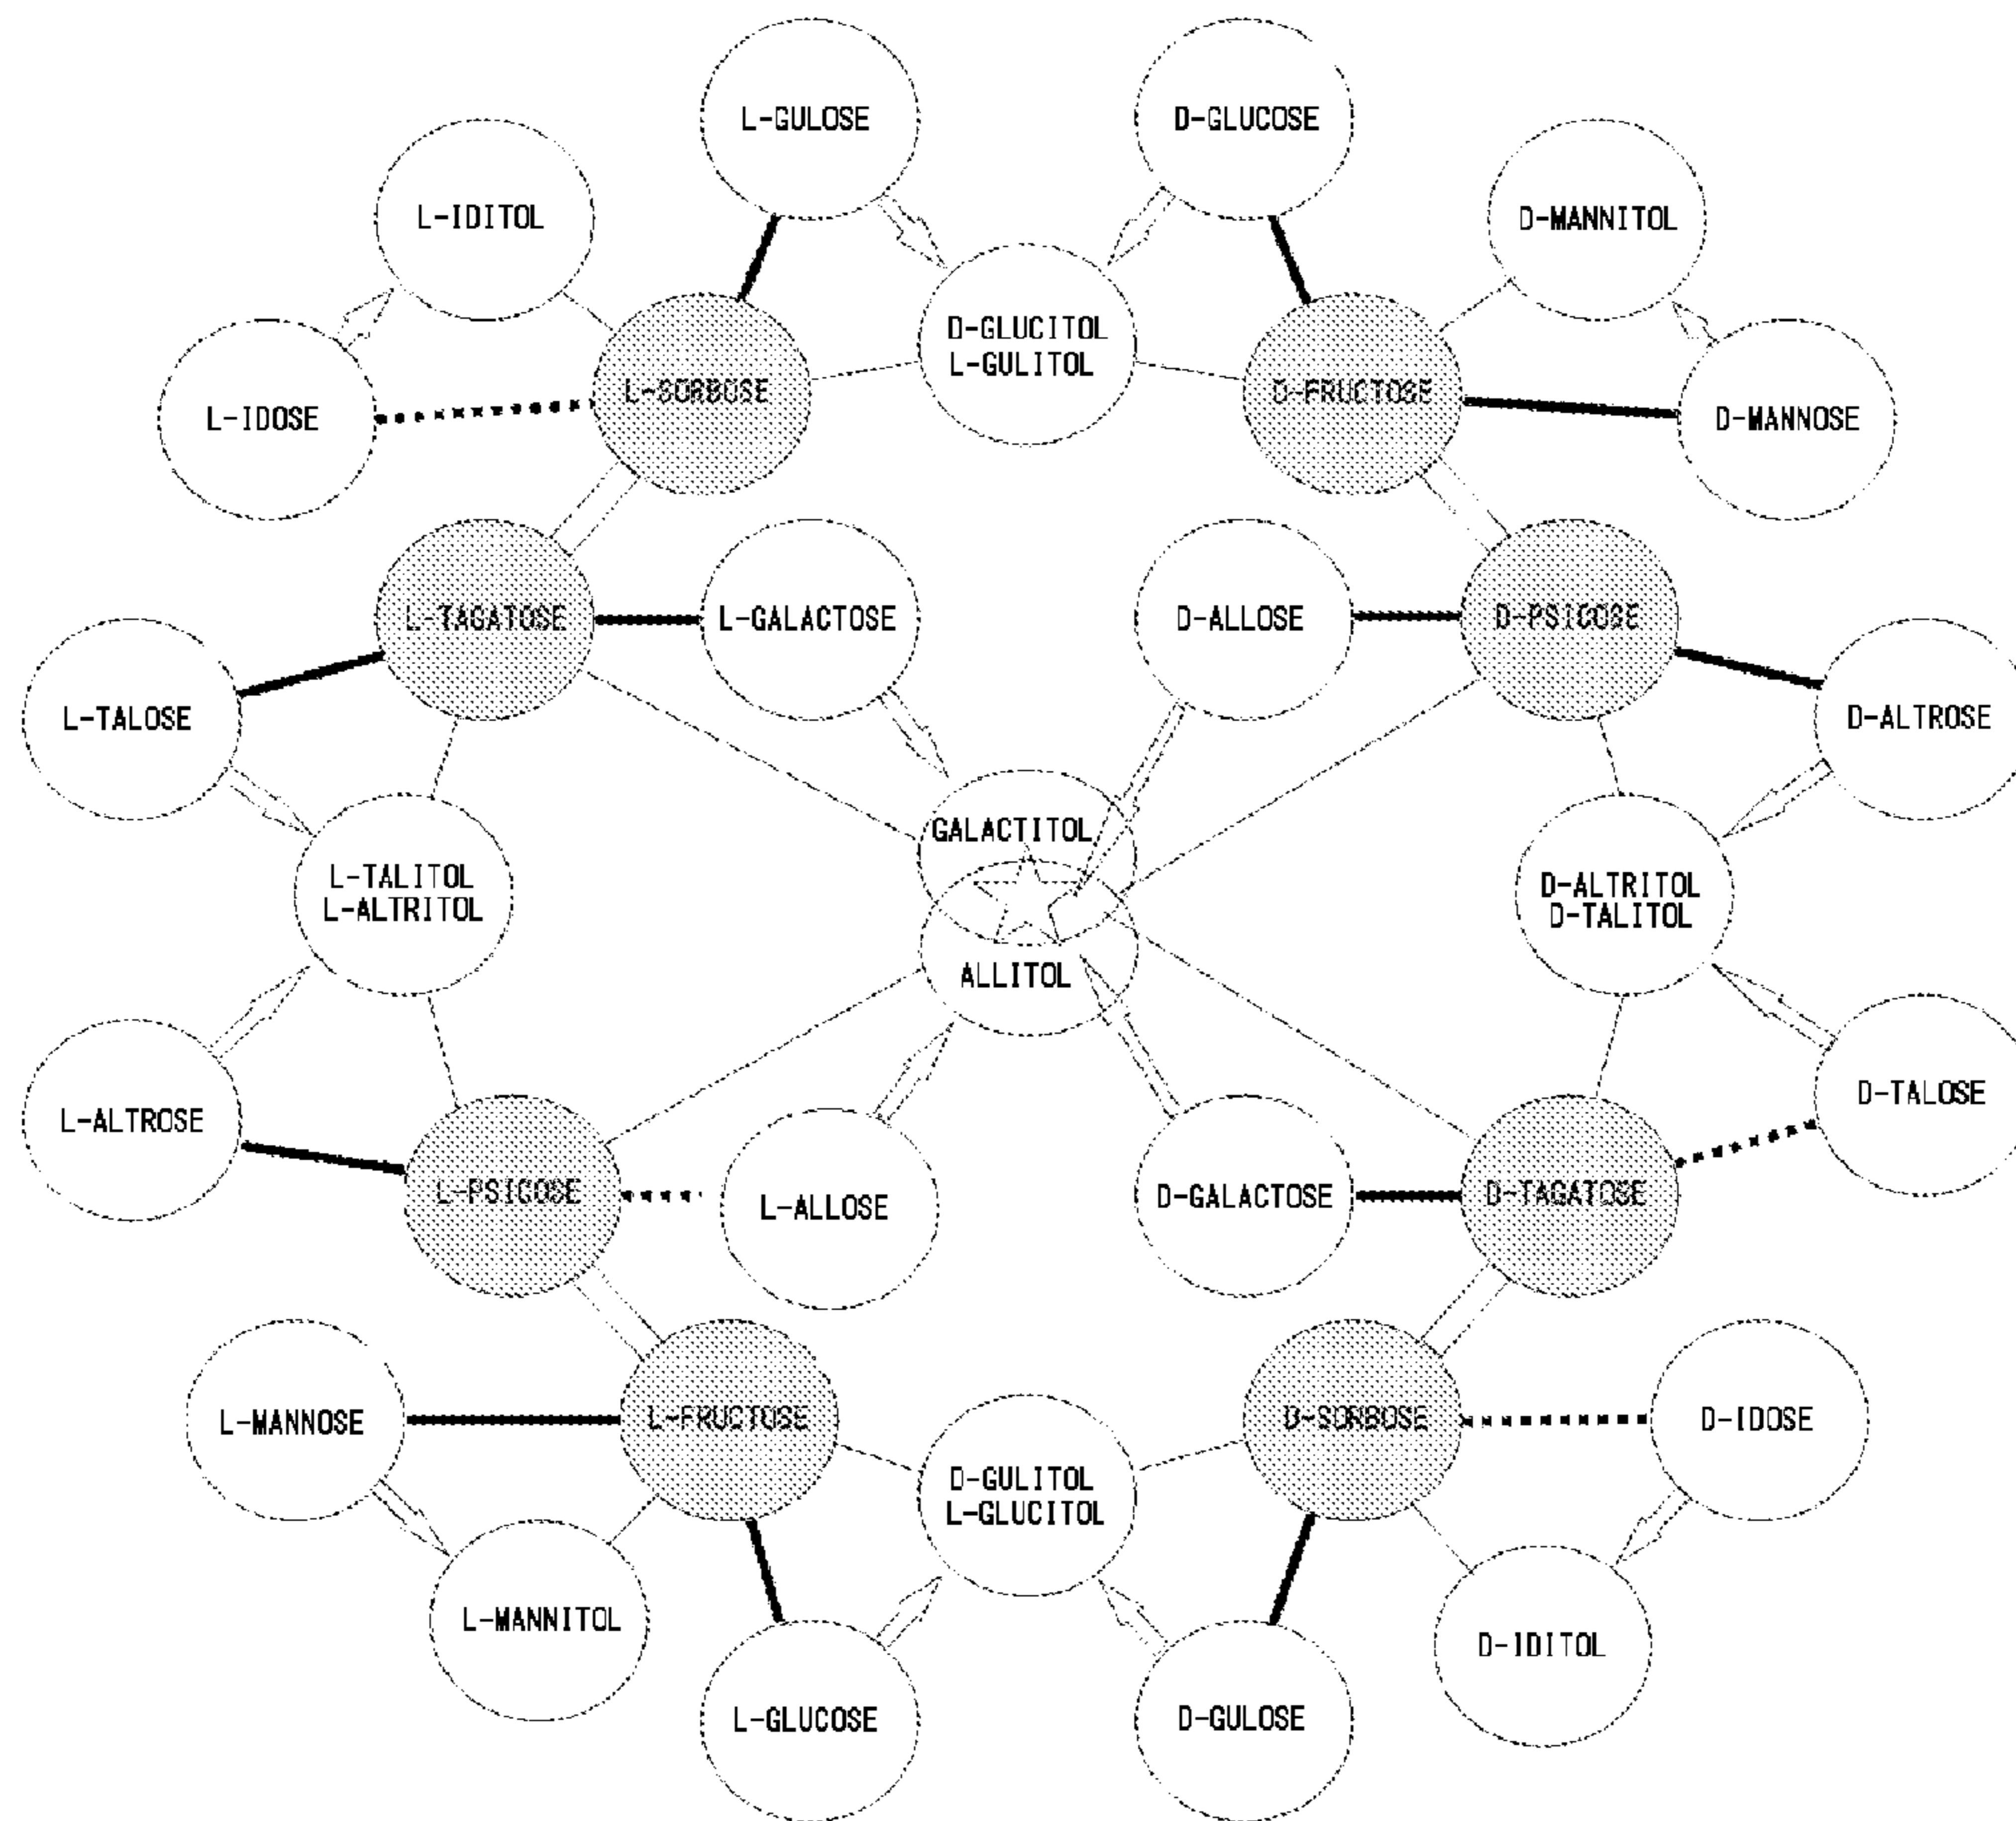 L-GULOSE
D-GLUCOSE
L-IDITOL
D-MANNITOL
D-GLUCITOL
L-GULITOL
L-SORBOSE
D-FRUCTOSE
L-IDOSE
D-MANNOSE
L-TAGATOSE
L-GALACTOSE
D-ALLOSE
D-PSICOSE
L-TALOSE
D-ALTROSE
GALACTITOL
L-TALITOL
L-ALTRITOL
D-ALTRITOL
D-TALITOL
ALLITOL
L-ALTROSE
D-TALOSE
L-PSICOSE
L-ALLOSE
D-GALACTOSE
D-TAGATOSE
L-MANNOSE
L-FRUCTOSE
D-SORBOSE
D-IDOSE
D-GULITOL
L-GLUCITOL
L-MANNITOL
D-IDITOL
L-GLUCOSE
D-GULOSE